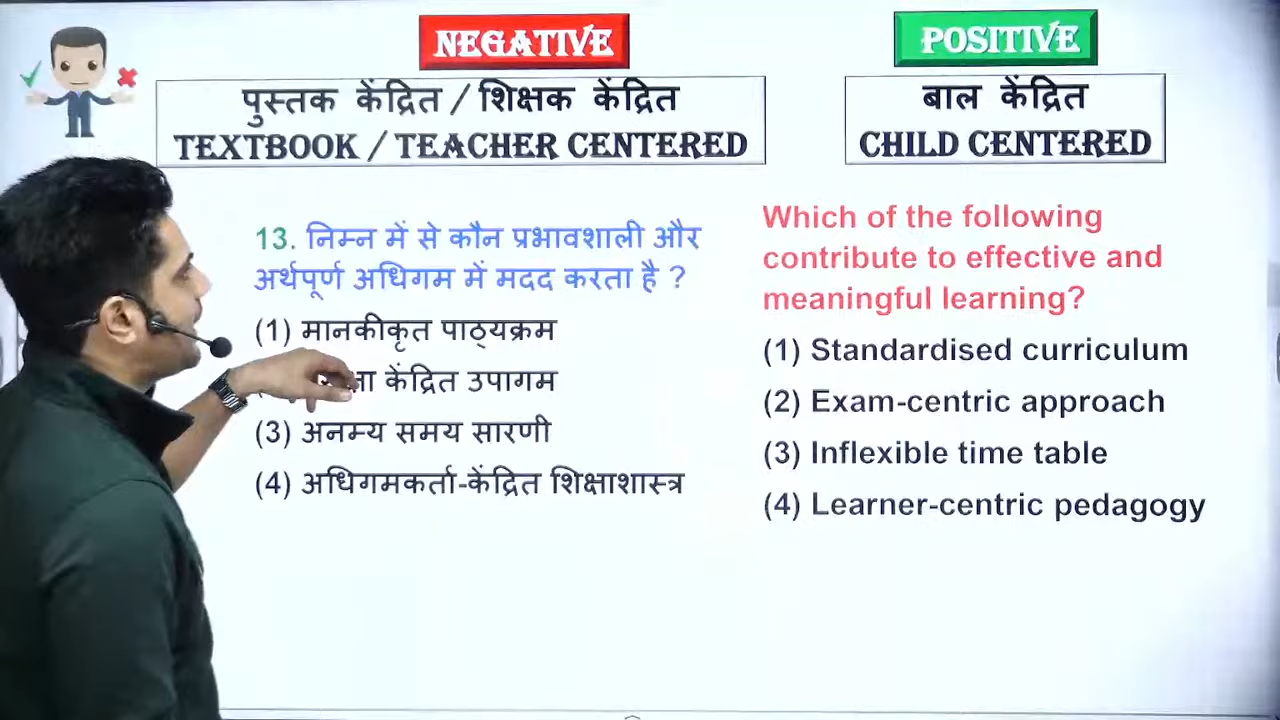 NEGATIVE
POSITIVE
पुस्तक केंद्रित / शिक्षक केंद्रित
TEXTBOOK / TEACHER CENTERED
बाल केंद्रित
CHILD CENTERED
13. निम्न में से कौन प्रभावशाली और
अर्थपूर्ण अधिगम में मदद करता है ?
(1) मानकीकृत पाठ्यक्रम
केंद्रित उपागम
(3) अनम्य समय सारणी
(4) अधिगमकर्ता-केंद्रित शिक्षाशास्त्र
Which of the following
contribute to effective and
meaningful learning?
(1) Standardised curriculum
(2) Exam-centric approach
(3) Inflexible time table
(4) Learner-centric pedagogy